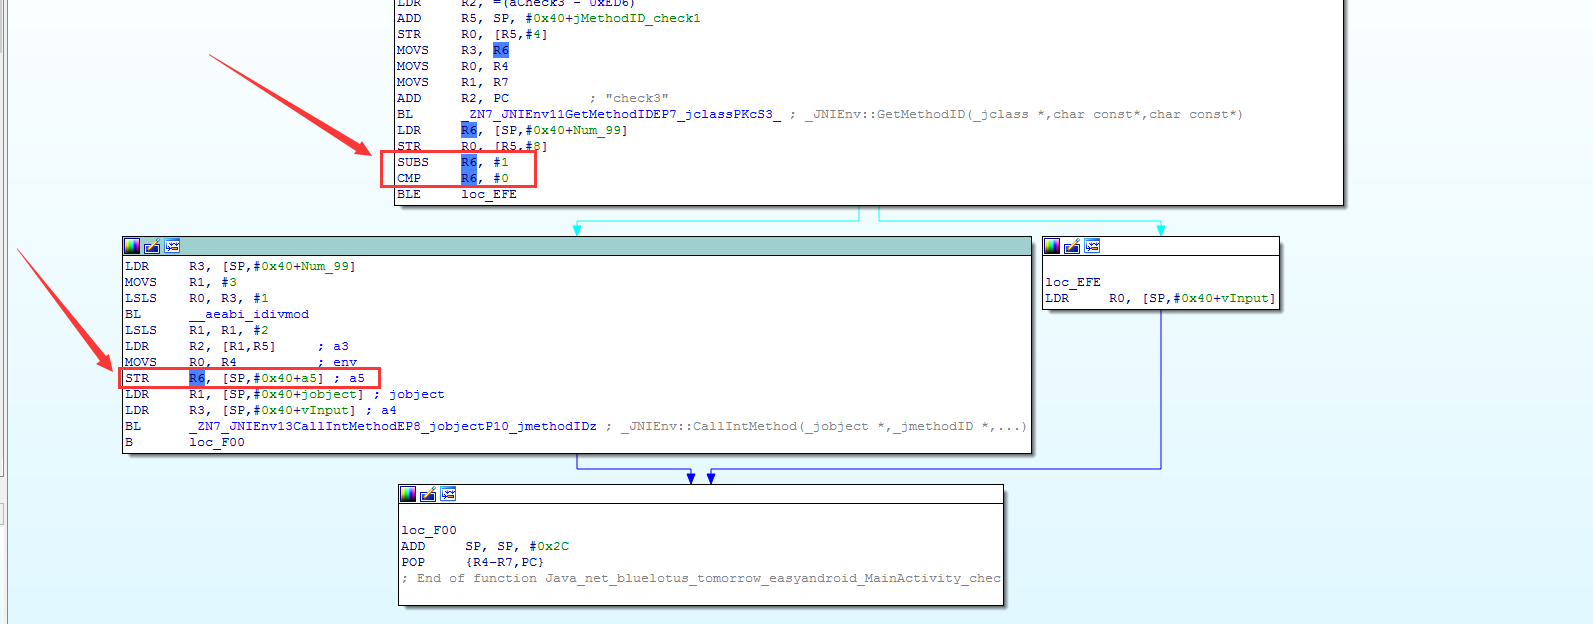 LDR R2, =(aCheck3 - 0xED6)
ADD R5, SP, #0x40+jMethodID_check1
STR R0, [R5,#4]
MOVS R3, R6
MOVS R0, R4
MOVS R1, R7
ADD R2, PC ; "check3"
BL _ZN7_JNIEnv11GetMethodIDEP7_jclassPKcS3_ ; _JNIEnv::GetMethodID(_jclass *,char const*,char const*)
LDR R6, [SP,#0x40+Num_99]
STR R0, [R5,#8]
SUBS R6, #1
CMP R6, #0
BLE loc_EFE
LDR R3, [SP,#0x40+Num_99]
MOVS R1, #3
LSLS R0, R3, #1
BL __aeabi_idivmod
LSLS R1, R1, #2
LDR R2, [R1,R5] ; a3
MOVS R0, R4 ; env
STR R6, [SP,#0x40+a5] ; a5
LDR R1, [SP,#0x40+jobject] ; jobject
LDR R3, [SP,#0x40+vInput] ; a4
BL _ZN7_JNIEnv13CallIntMethodEP8_jobjectP10_jmethodIDz ; _JNIEnv::CallIntMethod(_jobject *,_jmethodID *,...)
B loc_F00
loc_EFE
LDR R0, [SP,#0x40+vInput]
loc_F00
ADD SP, SP, #0x2C
POP {R4-R7,PC}
; End of function Java_net_bluelotus_tomorrow_easyandroid_MainActivity_chec